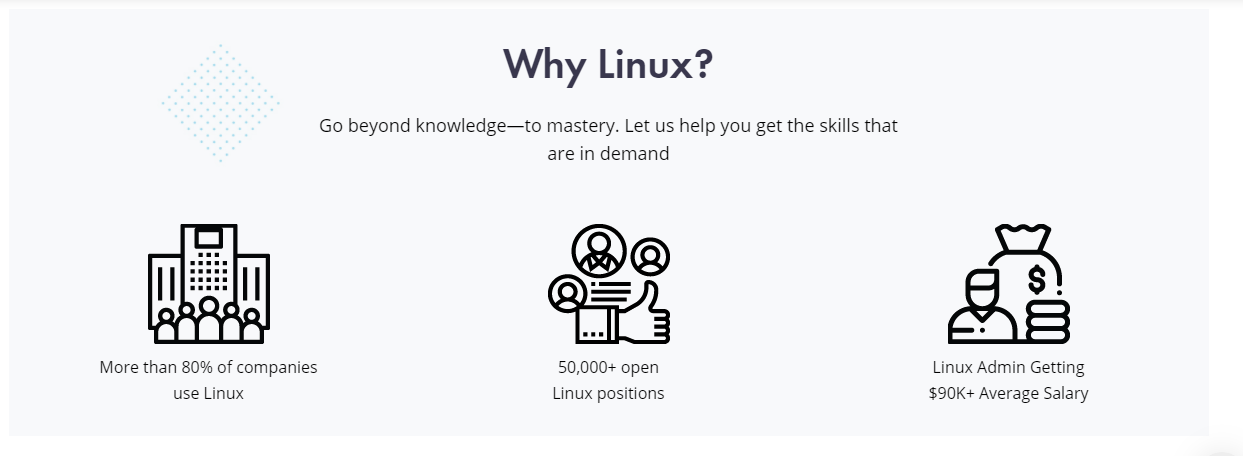 Why Linux?
Go beyond knowledge—to mastery. Let us help you get the skills that
are in demand
More than 80% of companies
use Linux
50,000+ open
Linux positions
$
Linux Admin Getting
$90K+ Average Salary